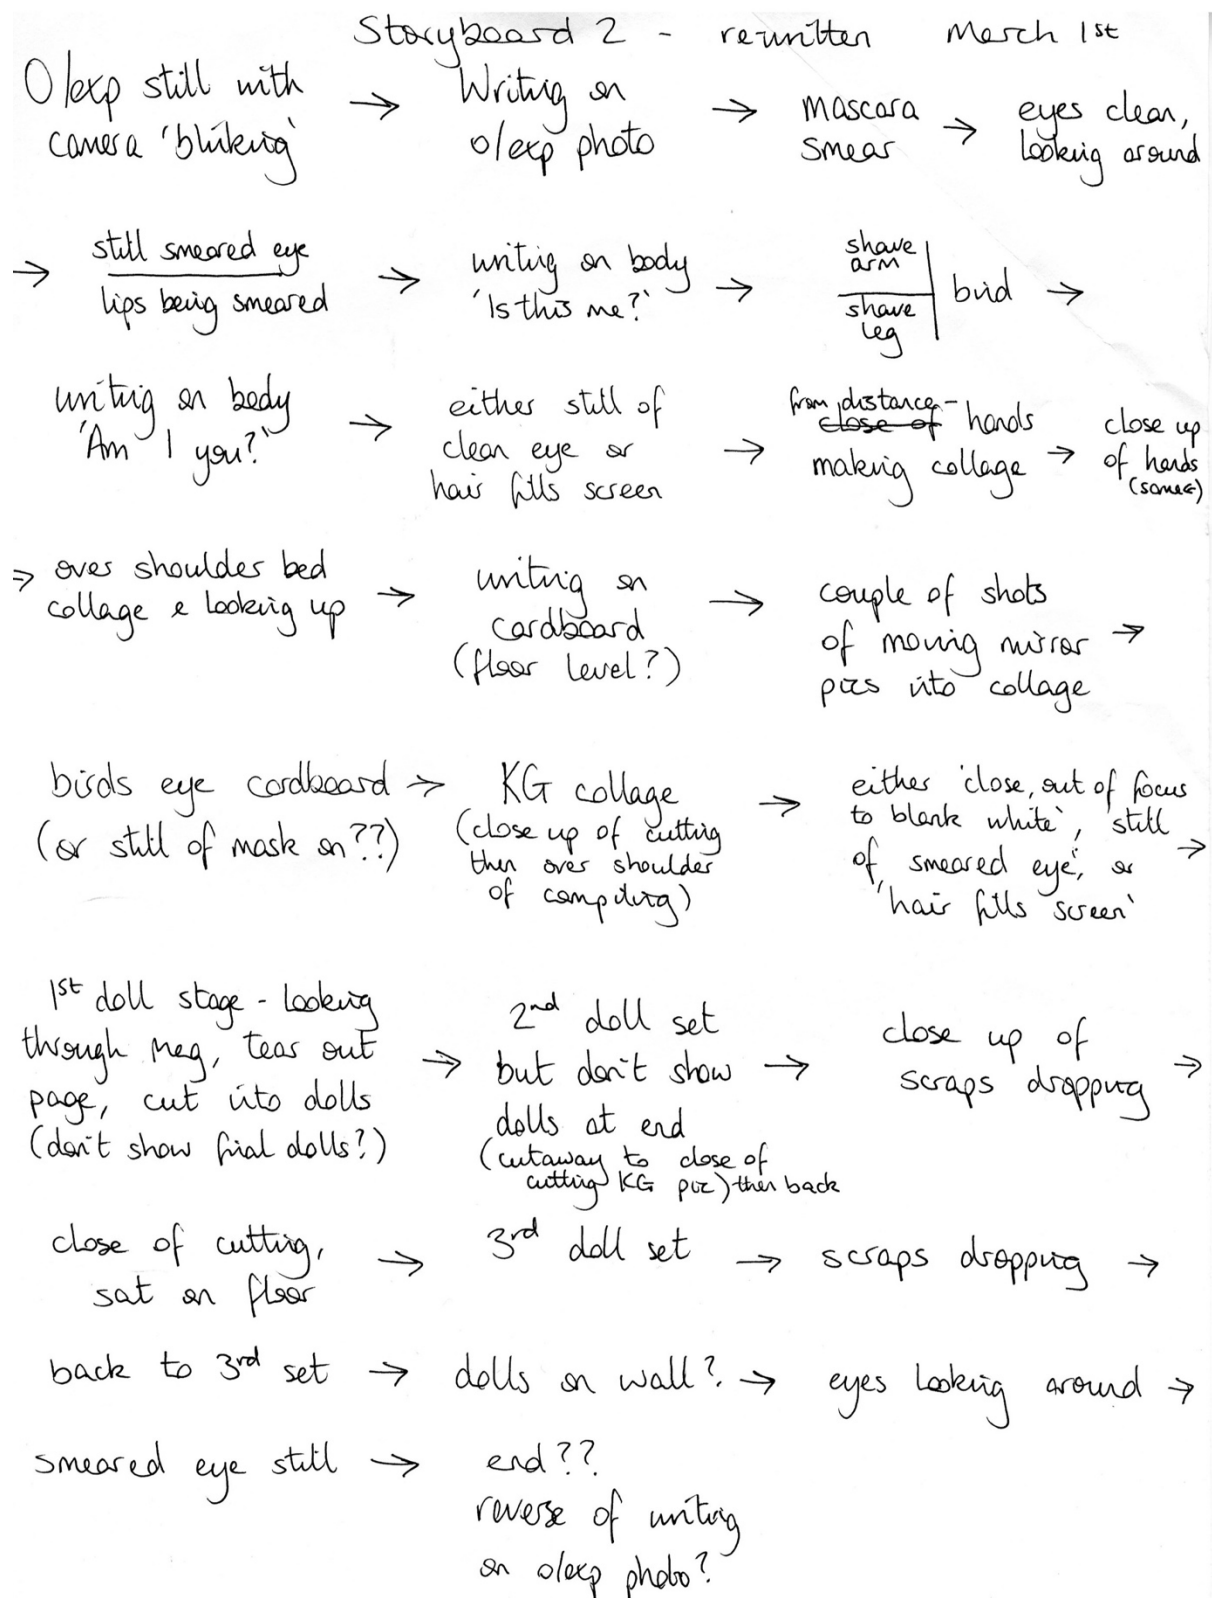 Storyboard 2 - rewritten March 1st
O/exp still with → Writing on → mascara → eyes clean,
camera 'blinking' o/exp photo smear looking around
→ still smeared eye → writing on body → shave arm bind →
lips being smeared 'Is this me?' shave leg
writing on body → either still of → from distance - close of hands → close up
'Am I you?' clean eye or making collage of hands
hair fills screen (same)
→ over shoulder bed → writing on → couple of shots →
collage & looking up cardboard of moving mirror
(floor level?) pics into collage
birds eye cardboard → KG collage → either 'close, out of focus →
(or still of mask on??) (close up of cutting to blank white', 'still
then over shoulder of smeared eye', or
of computing) 'hair fills screen'
1st doll stage - looking → 2nd doll set → close up of →
through mag, tear out but don't show scraps dropping
page, cut into dolls dolls at end
(don't show final dolls?) (cutaway to close of
cutting KG pic) then back
close of cutting, → 3rd doll set → scraps dropping →
sat on floor
back to 3rd set → dolls on wall? → eyes looking around →
smeared eye still → end??
reverse of writing
on o/exp photo?